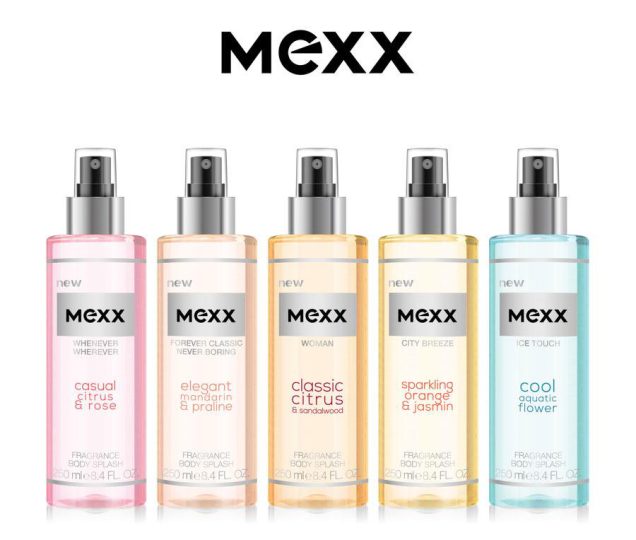 Mexx
new
Mexx
WHENEVER
WHEREVER
casual
citrus
& rose
FRAGRANCE
BODY SPLASH
250 ml e 8.4 FL. OZ.
new
Mexx
FOREVER CLASSIC
NEVER BORING
elegant
mandarin
& praline
FRAGRANCE
BODY SPLASH
250 ml e 8.4 FL. OZ.
new
Mexx
WOMAN
classic
citrus
& sandalwood
FRAGRANCE
BODY SPLASH
250 ml e 8.4 FL. OZ.
new
Mexx
CITY BREEZE
sparkling
orange
& jasmin
FRAGRANCE
BODY SPLASH
250 ml e 8.4 FL. OZ.
new
Mexx
ICE TOUCH
cool
aquatic
flower
FRAGRANCE
BODY SPLASH
250 ml e 8.4 FL. OZ.